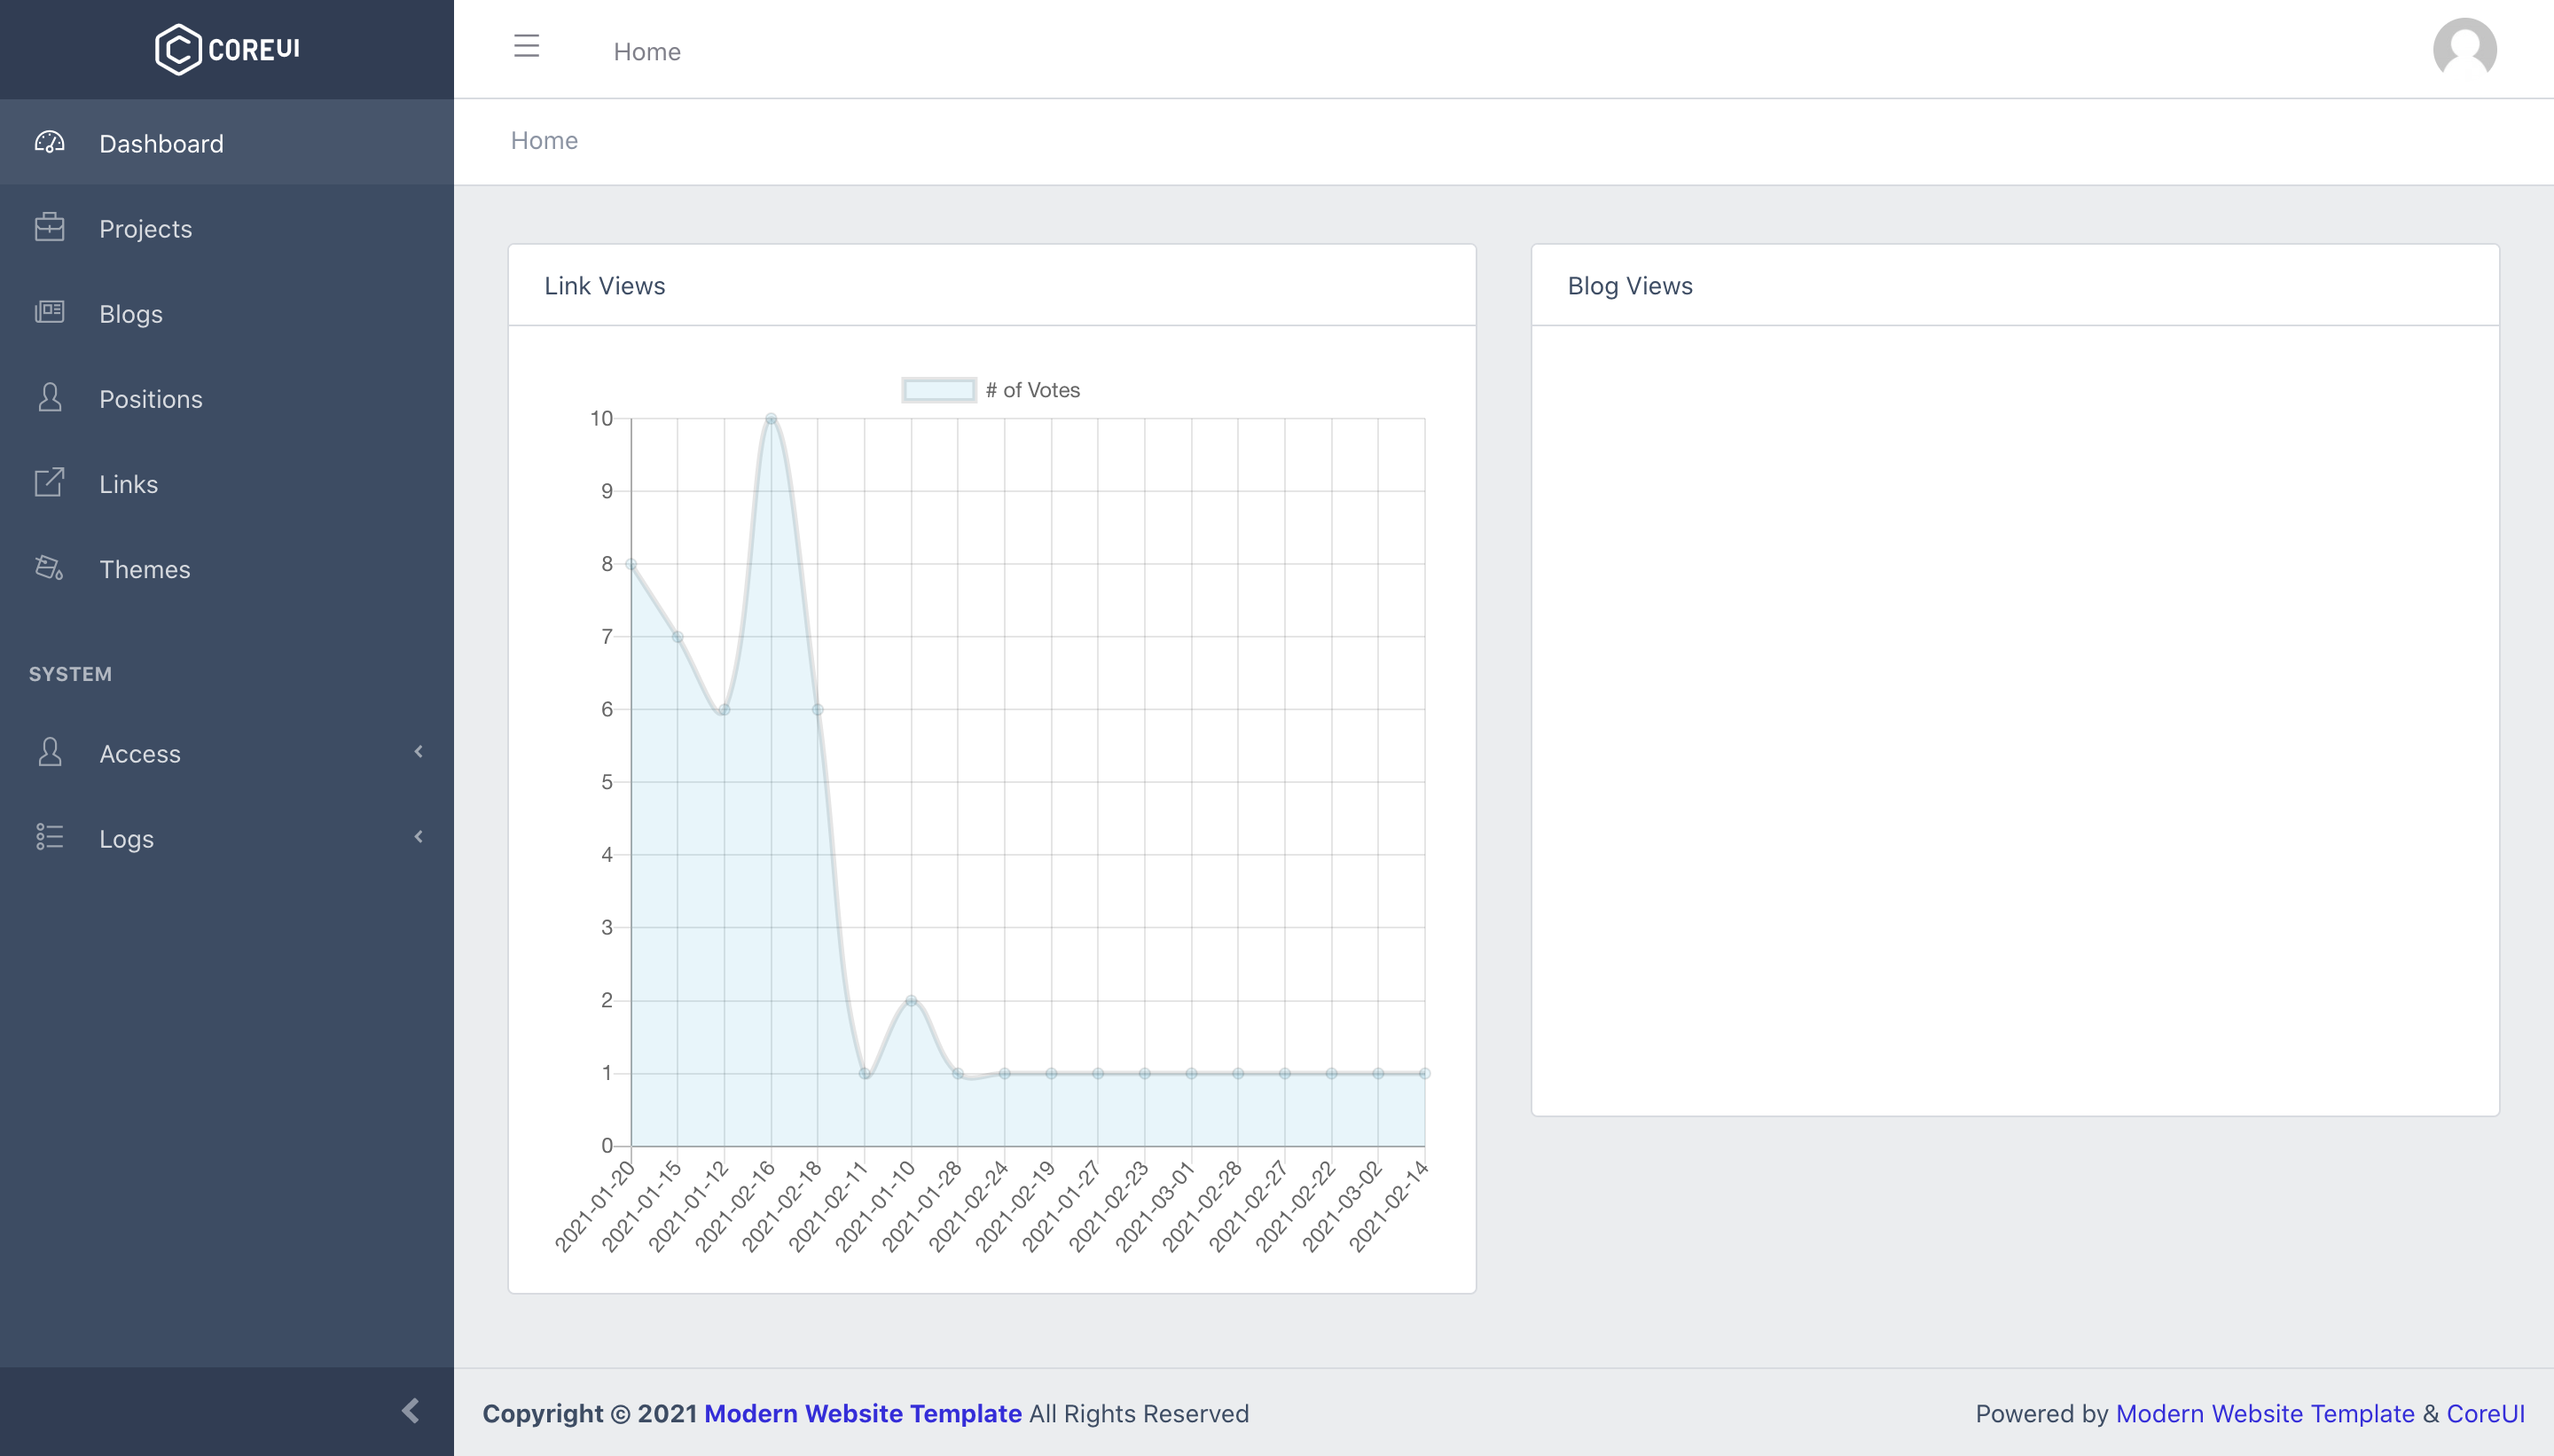 COREUI
Home
Dashboard
Home
Projects
Blogs
Positions
Links
Themes
SYSTEM
Access
Logs
Link Views
# of Votes
10
9
8
7
6
5
4
3
2
1
0
2021-01-20
2021-01-15
2021-01-12
2021-02-16
2021-02-18
2021-02-11
2021-01-10
2021-01-28
2021-02-24
2021-02-19
2021-01-27
2021-02-23
2021-03-01
2021-02-28
2021-02-27
2021-02-22
2021-03-02
2021-02-14
Blog Views
Copyright © 2021 Modern Website Template All Rights Reserved
Powered by Modern Website Template & CoreUI